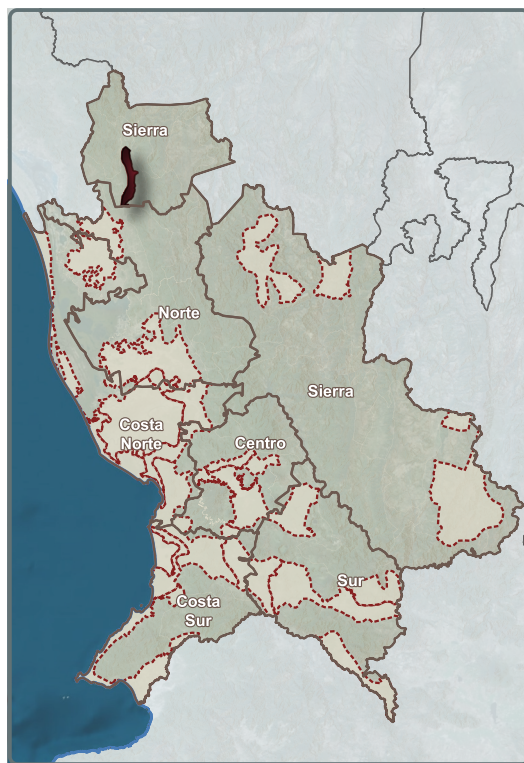 Sierra
Norte
Sierra
Costa
Norte
Centro
Sur
Costa
Sur